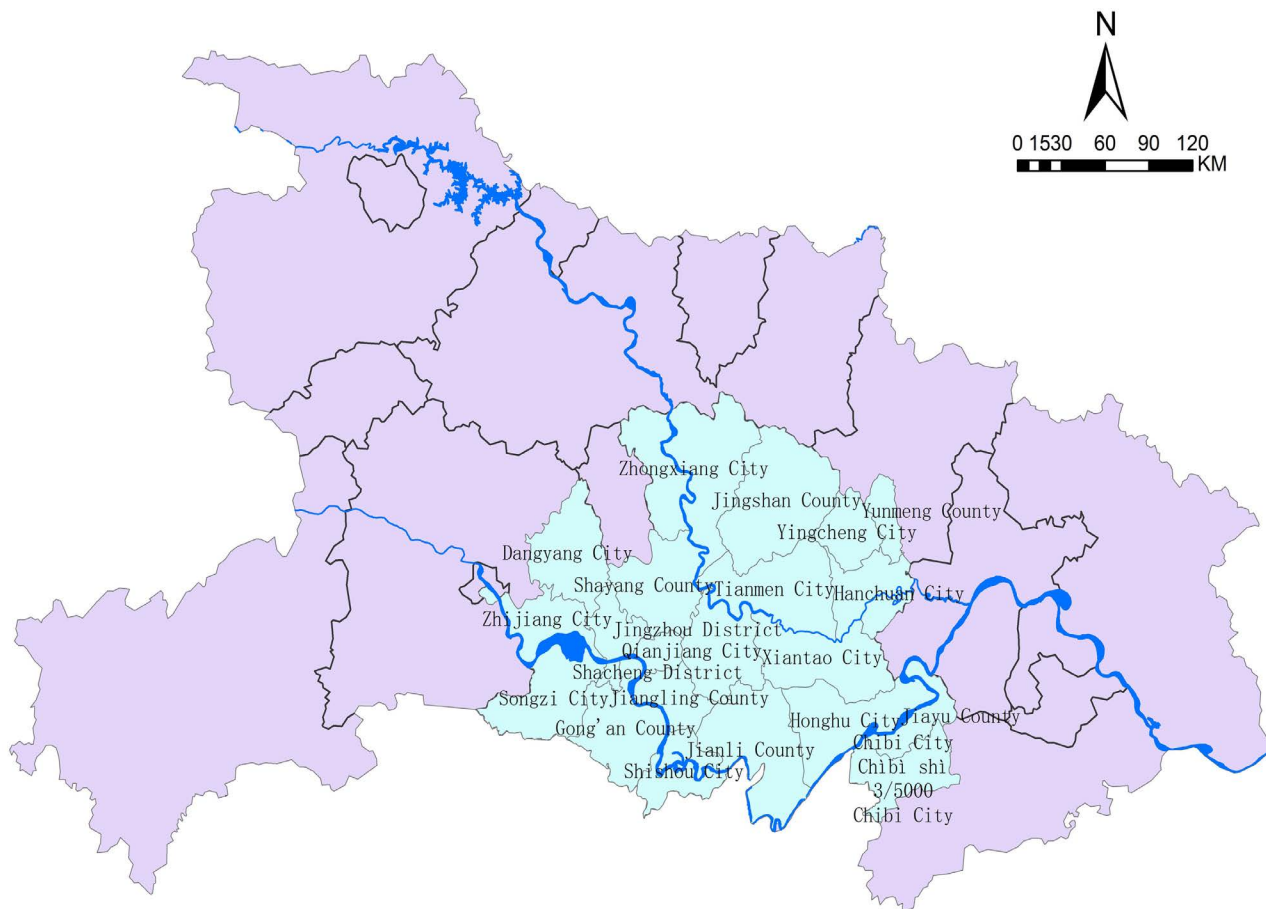 N
0 1530 60 90 120
KM
Zhongxiang City
Jingshan County
Yunmeng County
Yingcheng City
Dangyang City
Shayang County
Tianmen City
Hanchuan City
Zhijiang City
Jingzhou District
Qianjiang City
Xiantao City
Shacheng District
Songzi City
Jiangling County
Gong'an County
Honghu City
Jiayu County
Jianli County
Chibi City
Shishou City
Chibi shi
3/5000
Chibi City